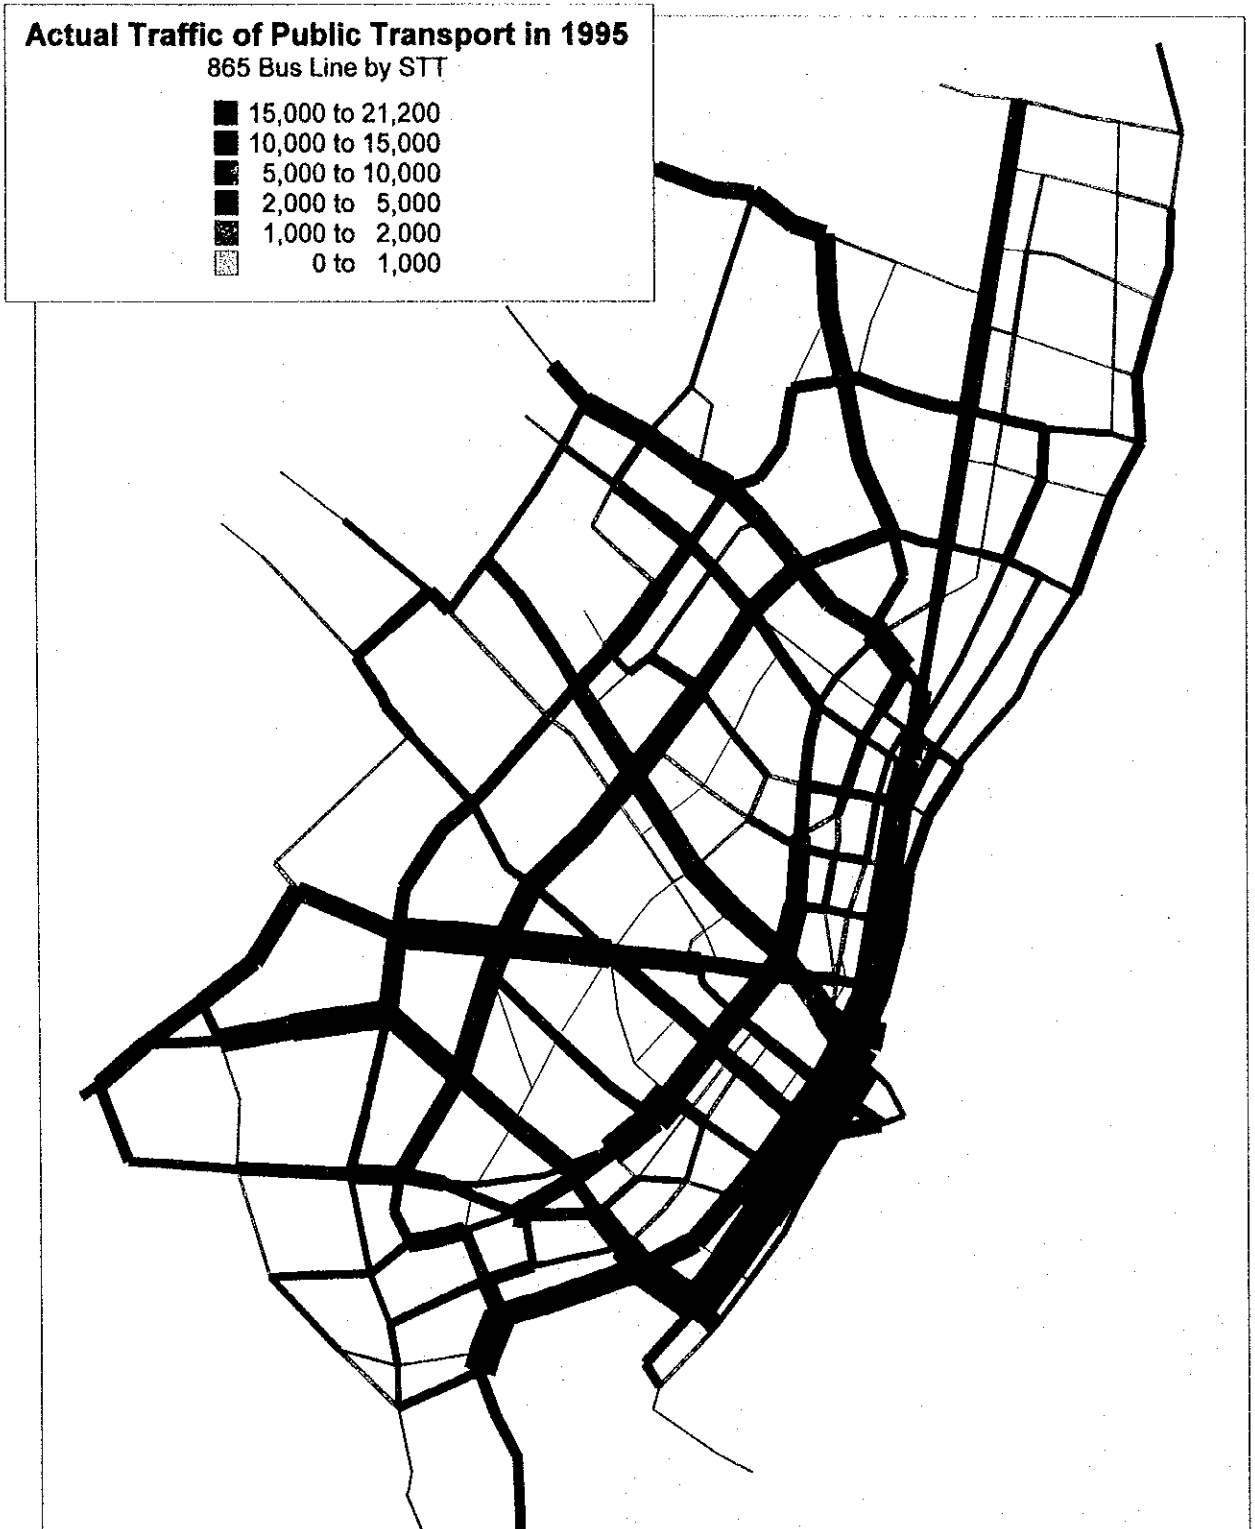 Actual Traffic of Public Transport in 1995
865 Bus Line by STT
15,000 to 21,200
10,000 to 15,000
5,000 to 10,000
2,000 to 5,000
1,000 to 2,000
0 to 1,000